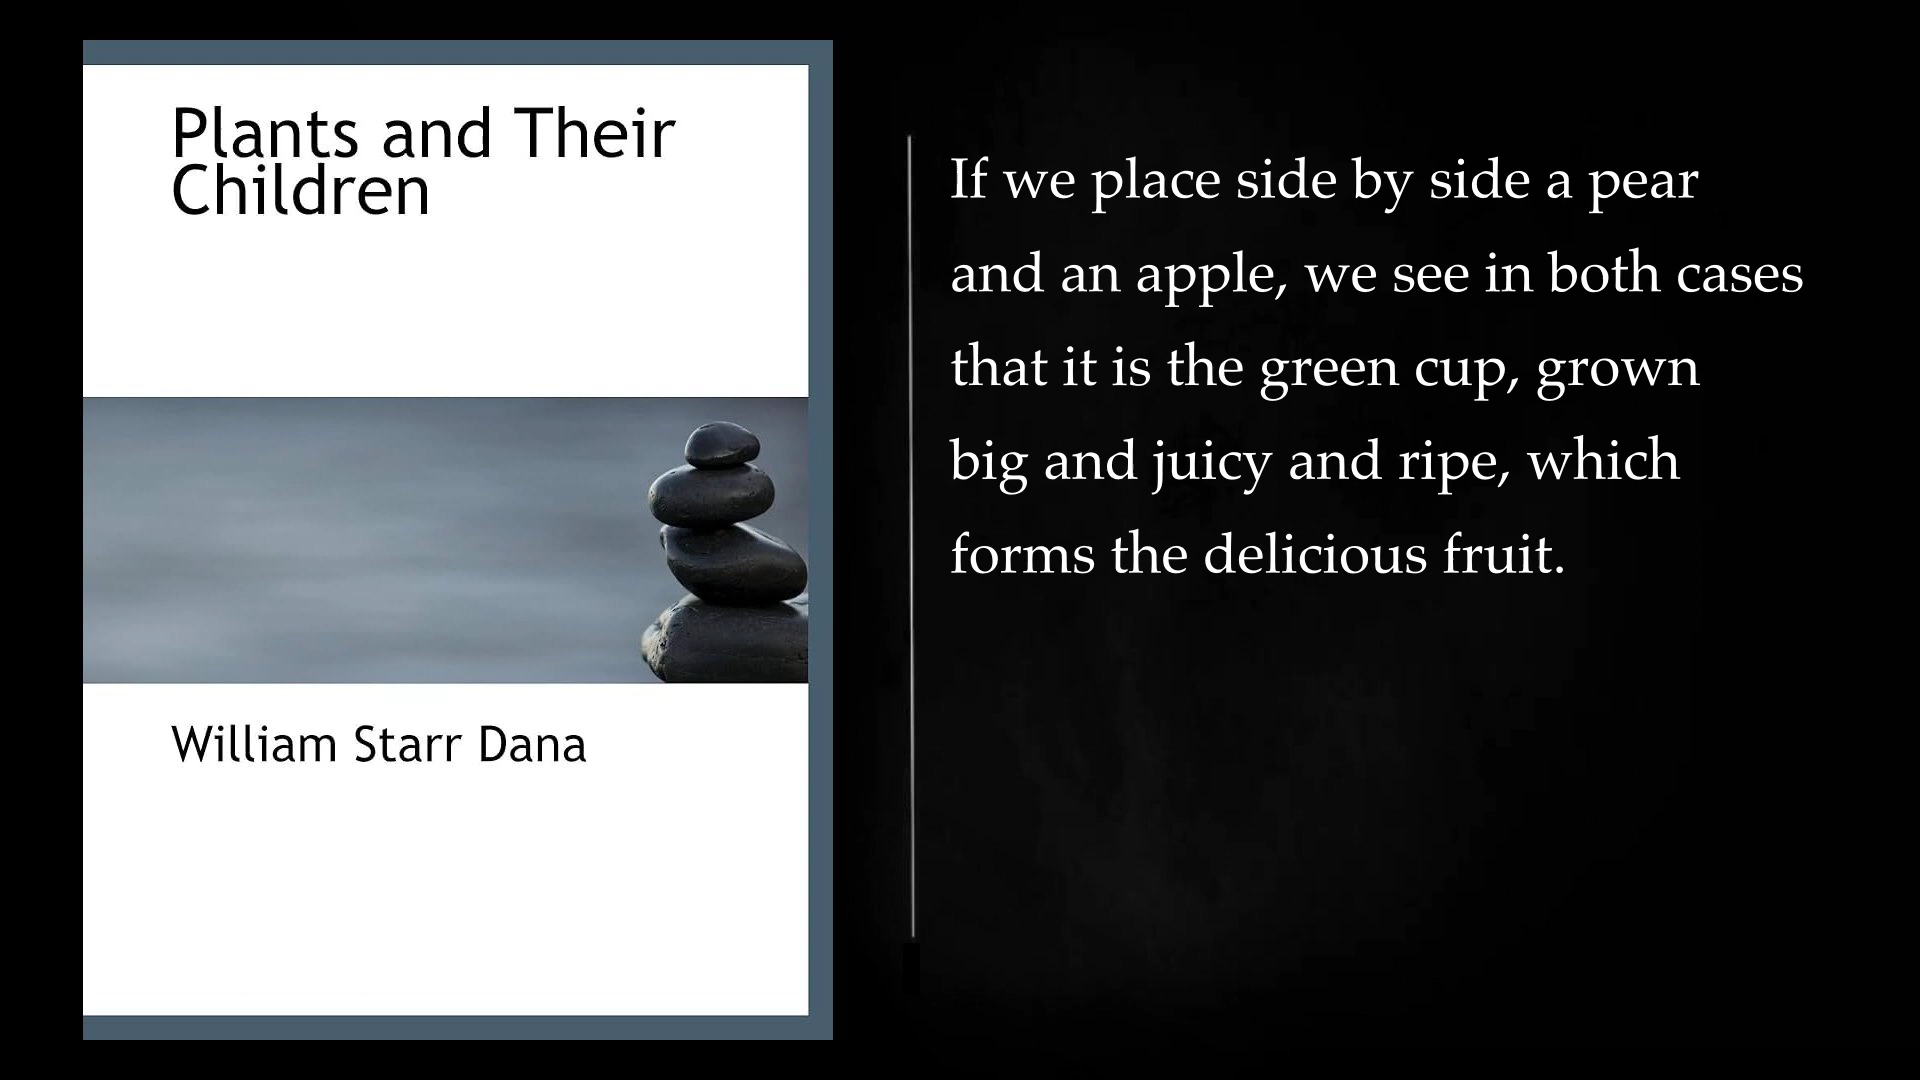 Plants and Their
Children
William Starr Dana
If we place side by side a pear
and an apple, we see in both cases
that it is the green cup, grown
big and juicy and ripe, which
forms the delicious fruit.